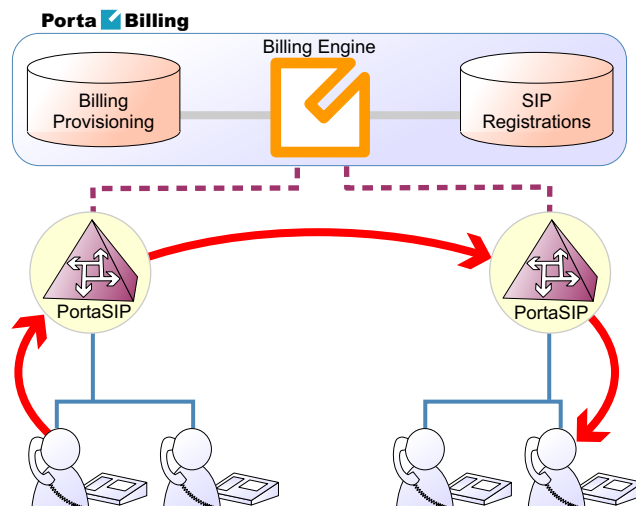 Porta Billing
Billing Engine
Billing
Provisioning
SIP
Registrations
PortaSIP
PortaSIP